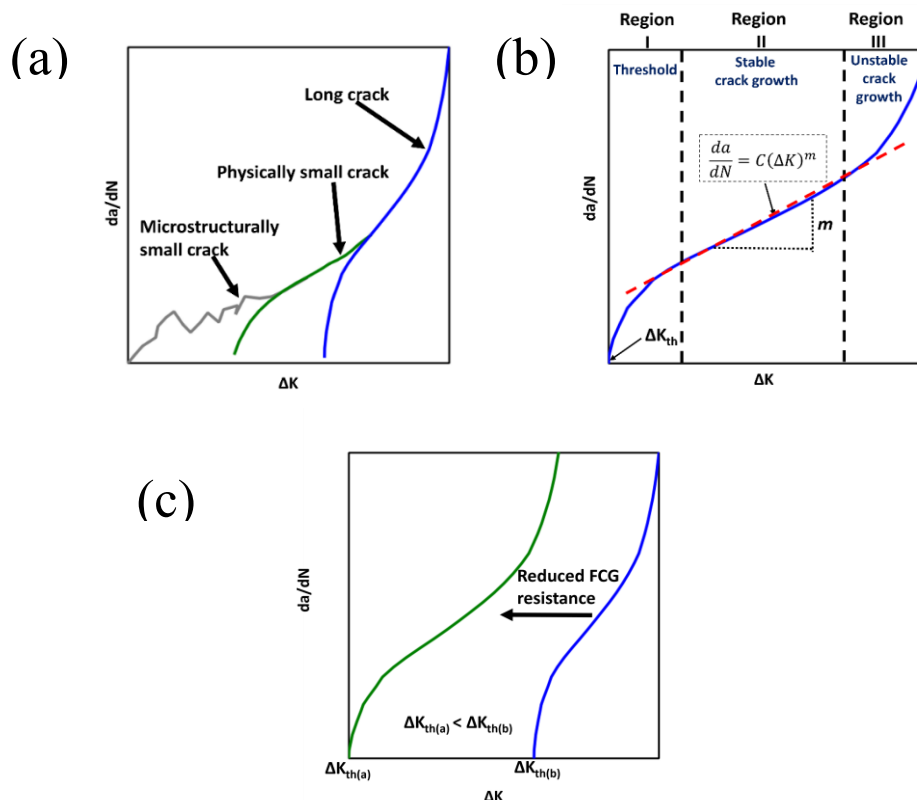 (a)
Long crack
Physically small crack
Microstructurally
small crack
da/dN
ΔK
(b)
Region
I
Region
II
Region
III
Threshold
Stable
crack growth
Unstable
crack
growth
da/dN = C(ΔK)^m
m
ΔK_th
da/dN
ΔK
(c)
Reduced FCG
resistance
da/dN
ΔK_th(a) < ΔK_th(b)
ΔK_th(a)
ΔK_th(b)
ΔK